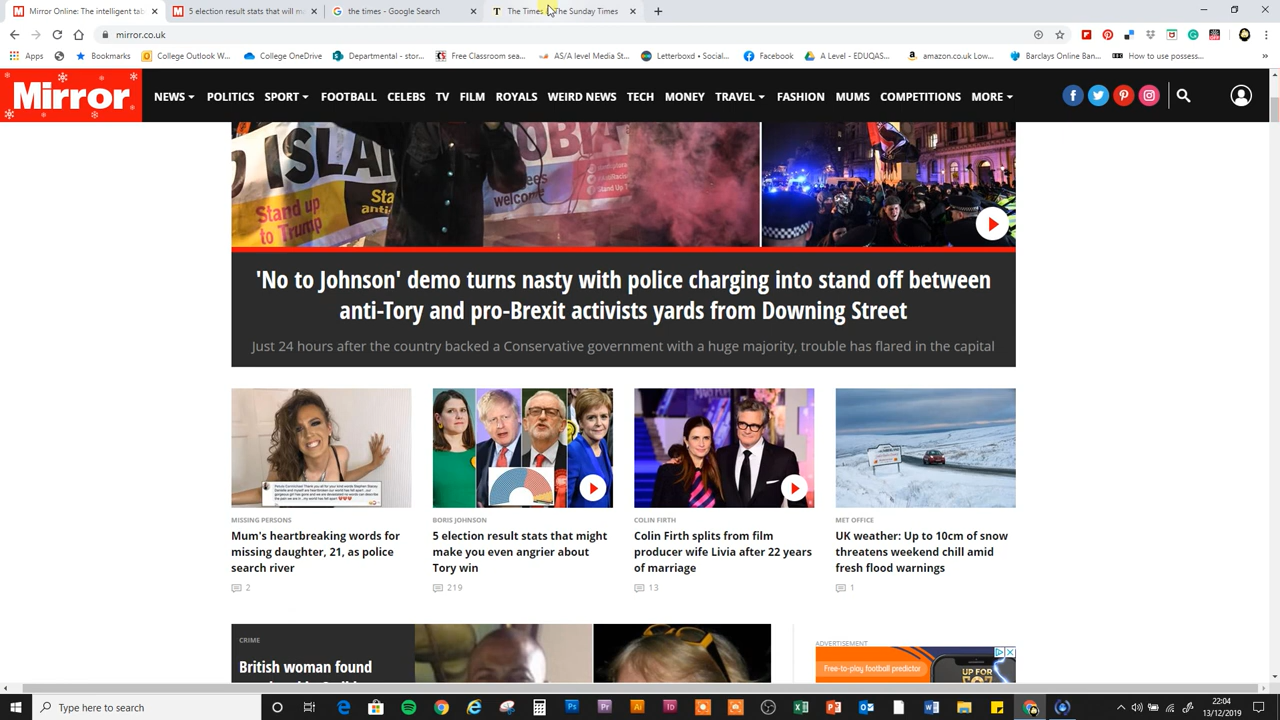 Mirror Online: The intelligent tab
5 election result stats that will m
the times - Google Search
The Times
The Sunday Times
mirror.co.uk
Apps
Bookmarks
College Outlook W...
College OneDrive
Departmental - stor...
Free Classroom sea...
AS/A level Media St...
Letterboxd • Social...
Facebook
A Level - EDUQAS...
amazon.co.uk Low...
Barclays Online Ban...
How to use possess...
Mirror
NEWS
POLITICS
SPORT
FOOTBALL
CELEBS
TV
FILM
ROYALS
WEIRD NEWS
TECH
MONEY
TRAVEL
FASHION
MUMS
COMPETITIONS
MORE
Stand up
to Trump
Sta
anti
welcome
Stand Up T
'No to Johnson' demo turns nasty with police charging into stand off between
anti-Tory and pro-Brexit activists yards from Downing Street
Just 24 hours after the country backed a Conservative government with a huge majority, trouble has flared in the capital
MISSING PERSONS
Mum's heartbreaking words for
missing daughter, 21, as police
search river
2
BORIS JOHNSON
5 election result stats that might
make you even angrier about
Tory win
219
COLIN FIRTH
Colin Firth splits from film
producer wife Livia after 22 years
of marriage
13
MET OFFICE
UK weather: Up to 10cm of snow
threatens weekend chill amid
fresh flood warnings
1
CRIME
British woman found
ADVERTISEMENT
Free-to-play football predictor
UP FOR
Type here to search
22:04
13/12/2019